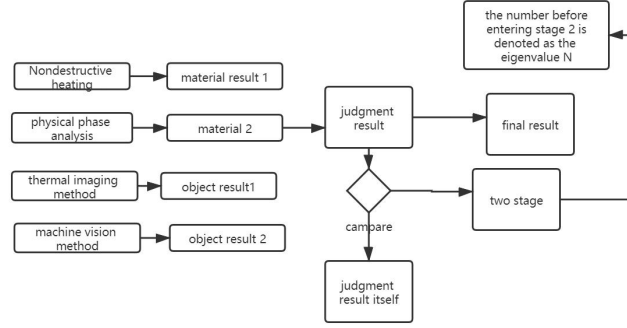 the number before
entering stage 2 is
denoted as the
eigenvalue N
Nondestructive
heating
material result 1
physical phase
analysis
material 2
judgment
result
final result
thermal imaging
method
object result1
two stage
machine vision
method
object result 2
campare
judgment
result itself